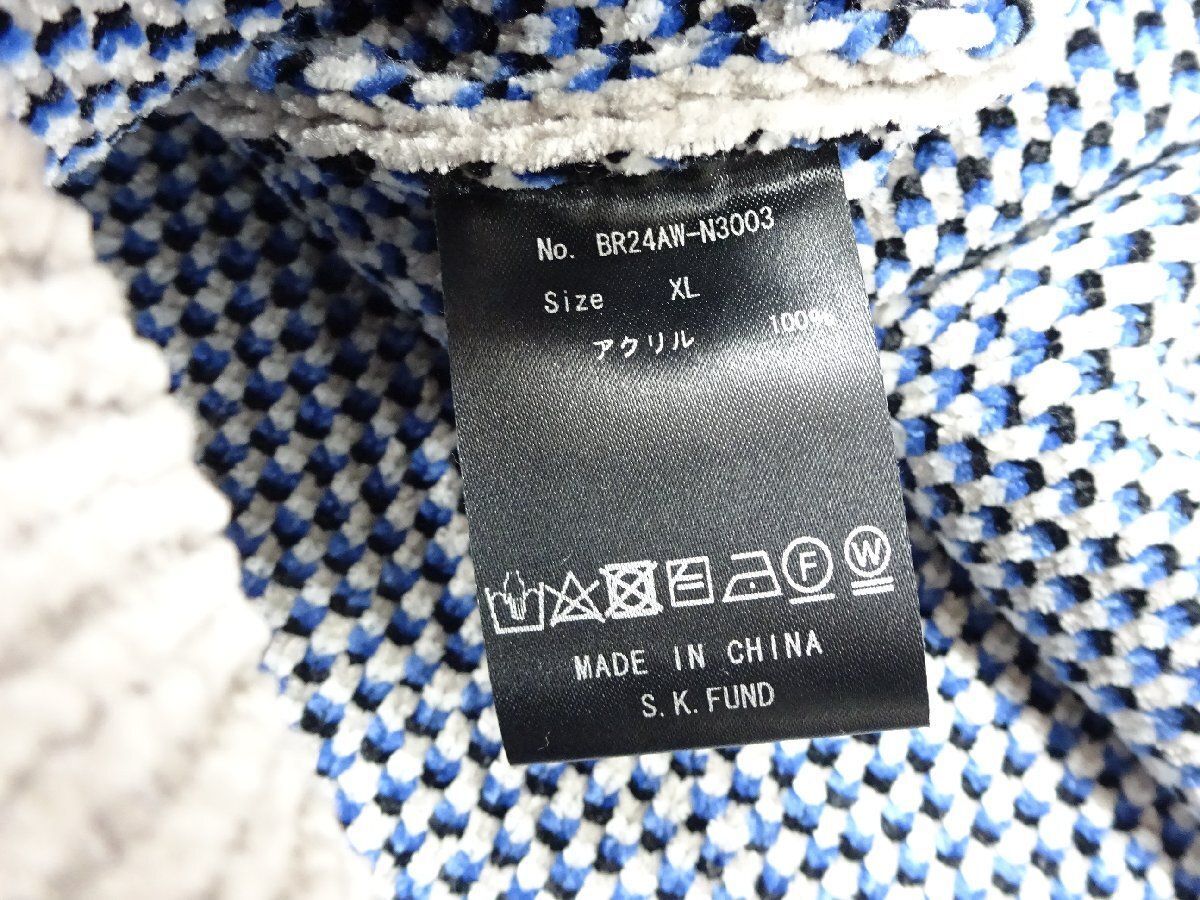 No. BR24AW-N3003
Size XL
アクリル 100%
F W
MADE IN CHINA
S.K.FUND